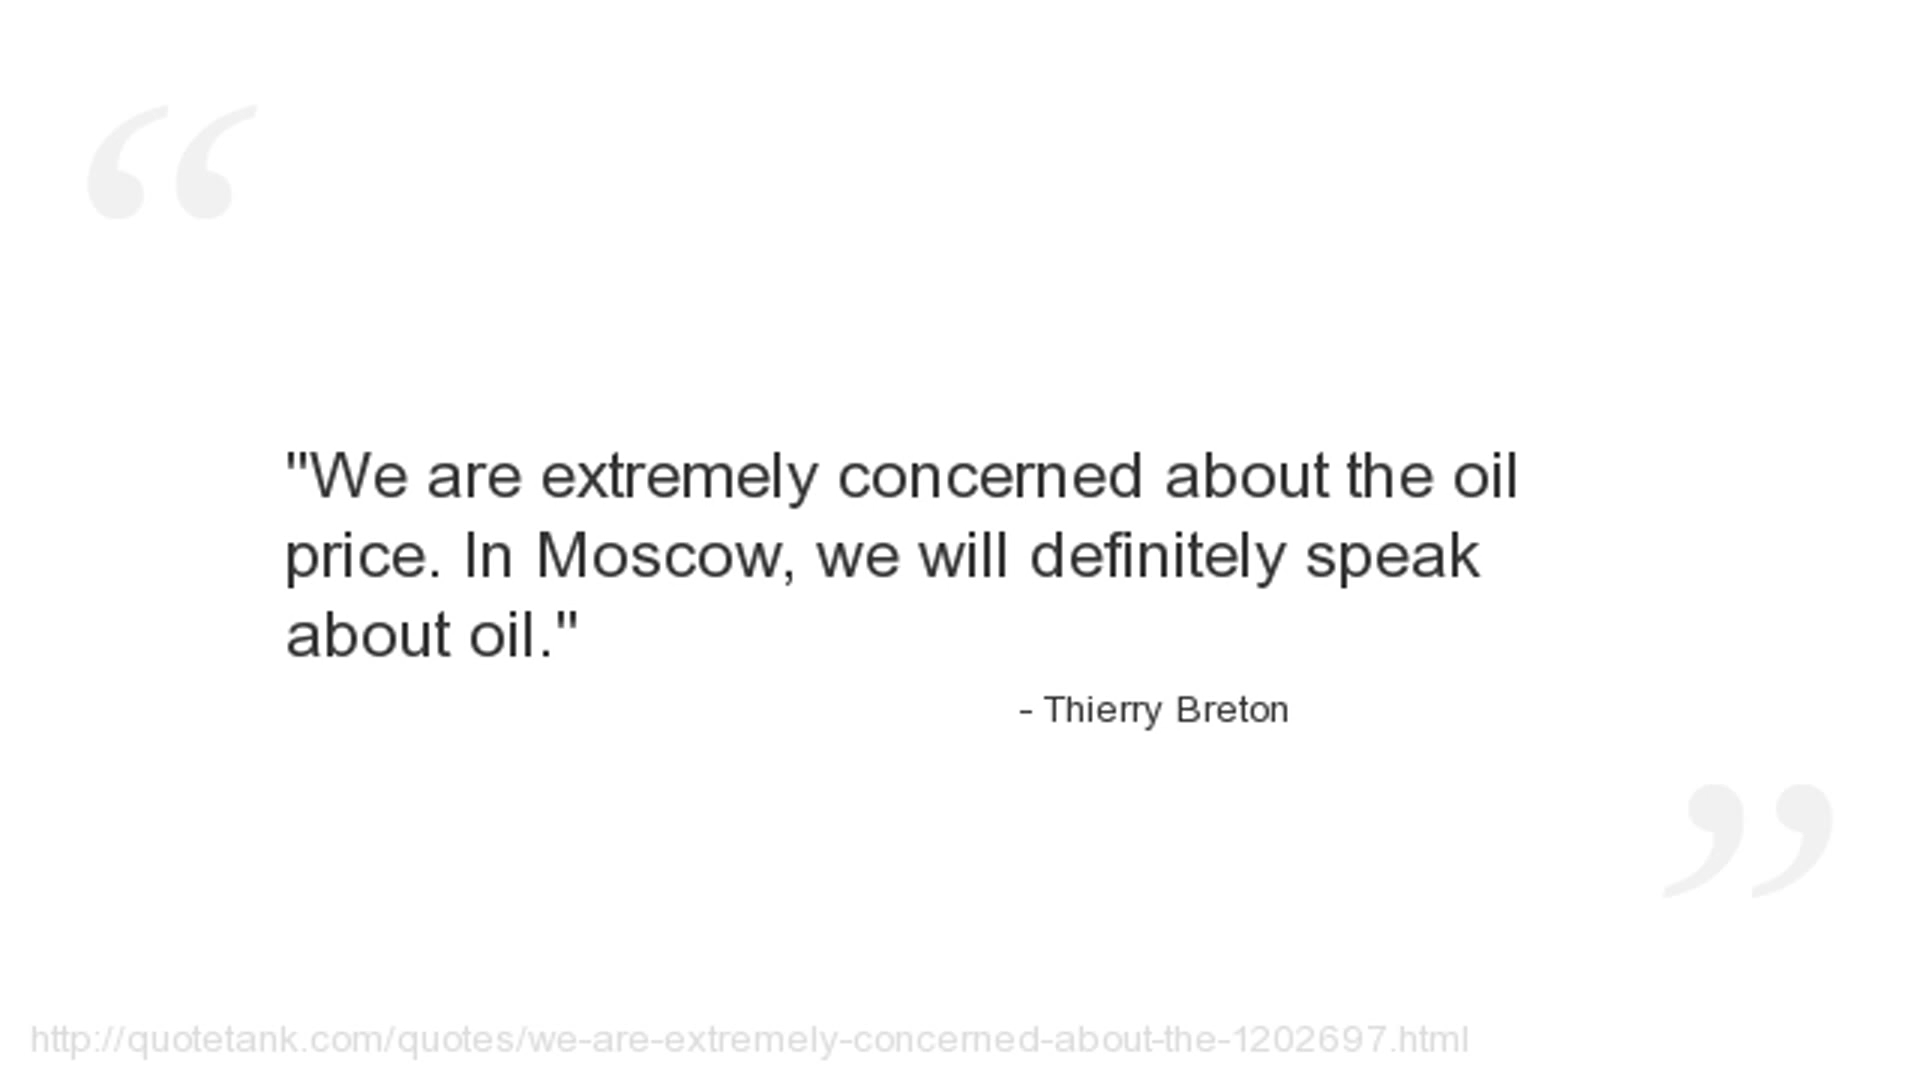 "We are extremely concerned about the oil
price. In Moscow, we will definitely speak
about oil."
- Thierry Breton
http://quotetank.com/quotes/we-are-extremely-concerned-about-the-1202697.html